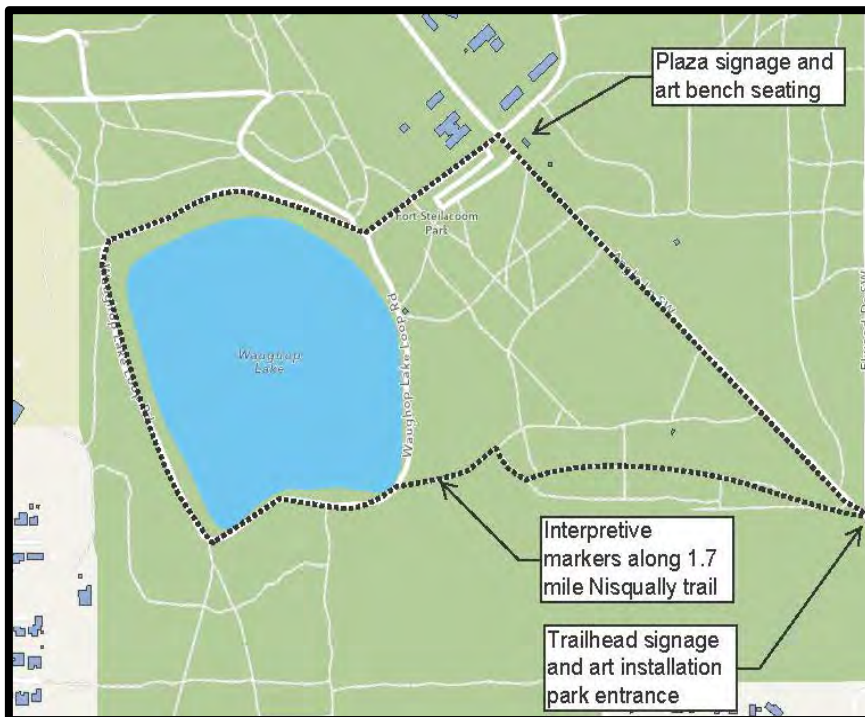 Plaza signage and
art bench seating
Fort Steilacoom
Park
Waughop Lake Loop Rd
Waughop
Lake
Interpretive
markers along 1.7
mile Nisqually trail
Trailhead signage
and art installation
park entrance